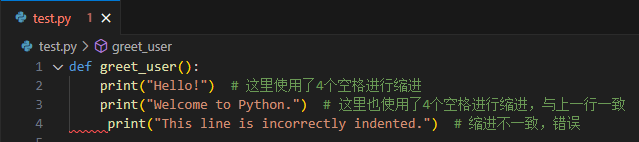 test.py 1 ×
test.py > greet_user
1 def greet_user():
2     print("Hello!")  # 这里使用了4个空格进行缩进
3     print("Welcome to Python.")  # 这里也使用了4个空格进行缩进，与上一行一致
4      print("This line is incorrectly indented.")  # 缩进不一致，错误
5